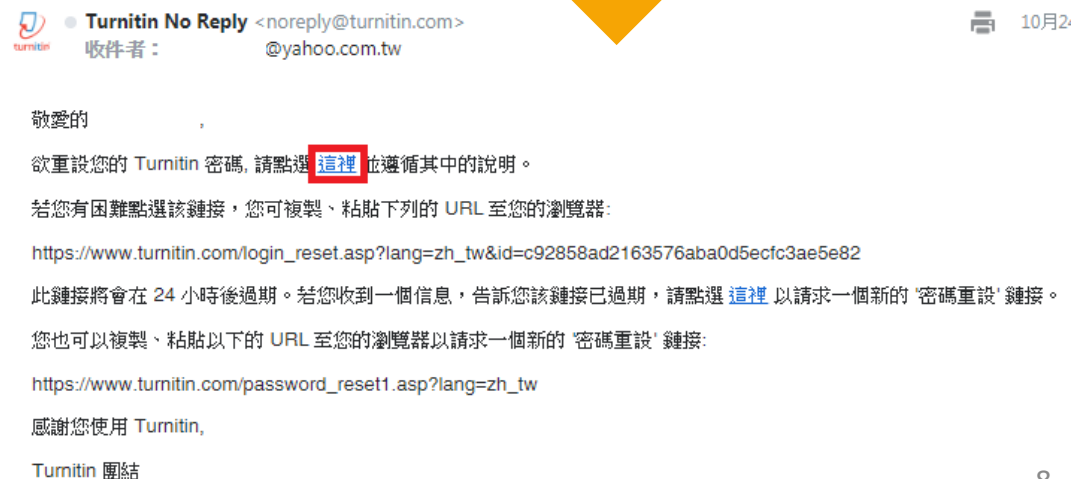 Turnitin No Reply <noreply@turnitin.com>
10月24
turnitin
收件者：
@yahoo.com.tw
敬愛的 ,
欲重設您的 Turnitin 密碼, 請點選 這裡 並遵循其中的說明。
若您有困難點選該鏈接，您可複製、粘貼下列的 URL 至您的瀏覽器:
https://www.turnitin.com/login_reset.asp?lang=zh_tw&id=c92858ad2163576aba0d5ecfc3ae5e82
此鏈接將會在 24 小時後過期。若您收到一個信息，告訴您該鏈接已過期，請點選 這裡 以請求一個新的 '密碼重設' 鏈接。
您也可以複製、粘貼以下的 URL 至您的瀏覽器以請求一個新的 '密碼重設' 鏈接:
https://www.turnitin.com/password_reset1.asp?lang=zh_tw
感謝您使用 Turnitin,
Turnitin 團結